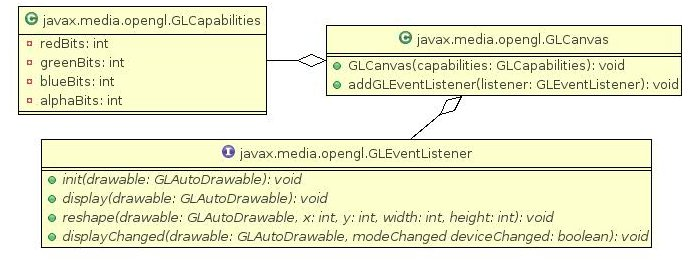 C javax.media.opengl.GLCapabilities
redBits: int
greenBits: int
blueBits: int
alphaBits: int
C javax.media.opengl.GLCanvas
GLCanvas(capabilities: GLCapabilities): void
addGLEventListener(listener: GLEventListener): void
I javax.media.opengl.GLEventListener
init(drawable: GLAutoDrawable): void
display(drawable: GLAutoDrawable): void
reshape(drawable: GLAutoDrawable, x: int, y: int, width: int, height: int): void
displayChanged(drawable: GLAutoDrawable, modeChanged deviceChanged: boolean): void